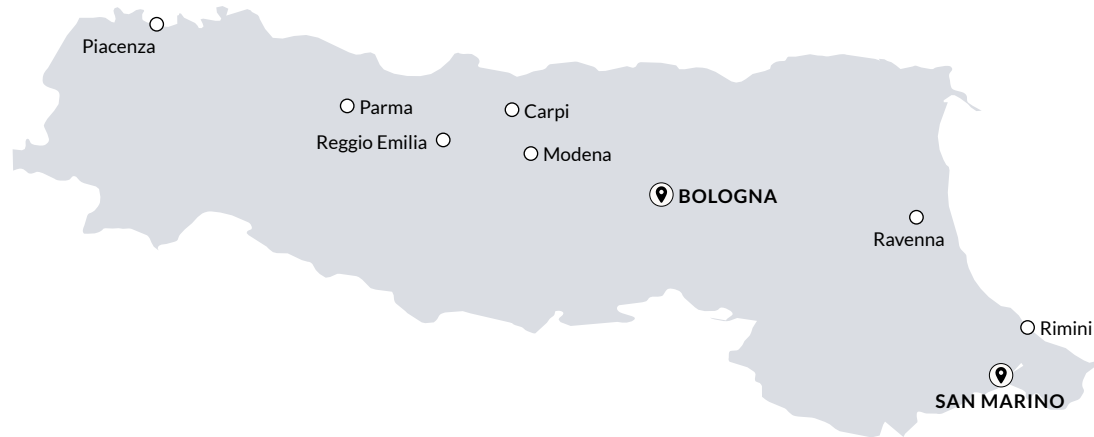 Piacenza
Parma
Carpi
Reggio Emilia
Modena
BOLOGNA
Ravenna
Rimini
SAN MARINO